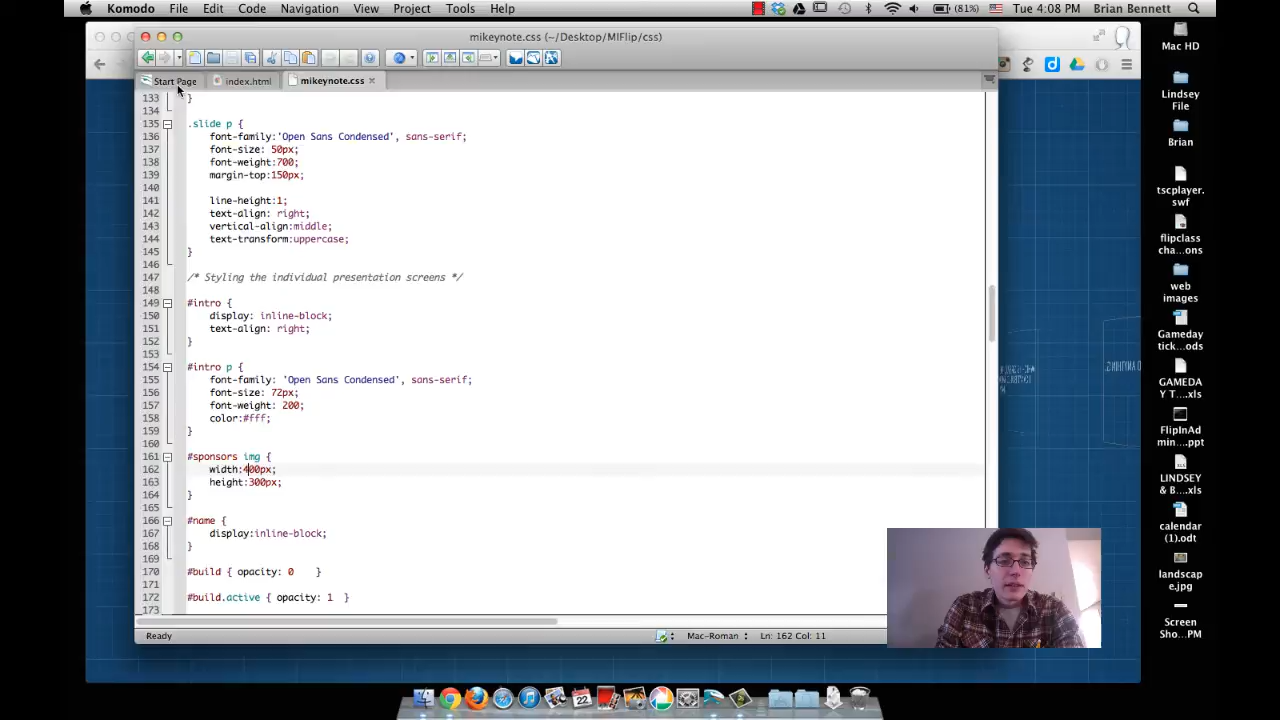 Komodo File Edit Code Navigation View Project Tools Help (81%) Tue 4:08 PM Brian Bennett
mikeynote.css (~/Desktop/MIFlip/css)
Start Page index.html mikeynote.css
133 }
134
135 .slide p {
136 font-family:'Open Sans Condensed', sans-serif;
137 font-size: 50px;
138 font-weight:700;
139 margin-top:150px;
140
141 line-height:1;
142 text-align: right;
143 vertical-align:middle;
144 text-transform:uppercase;
145 }
146
147 /* Styling the individual presentation screens */
148
149 #intro {
150 display: inline-block;
151 text-align: right;
152 }
153
154 #intro p {
155 font-family: 'Open Sans Condensed', sans-serif;
156 font-size: 72px;
157 font-weight: 200;
158 color:#fff;
159 }
160
161 #sponsors img {
162 width:400px;
163 height:300px;
164 }
165
166 #name {
167 display:inline-block;
168 }
169
170 #build { opacity: 0 }
171
172 #build.active { opacity: 1 }
173
Ready Mac-Roman Ln: 162 Col: 11
Mac HD
Lindsey
File
Brian
tscplayer.
swf
flipclass
cha...ons
web
images
Gameday
tick...ods
GAMEDA
Y T....xls
FlipInAd
min....ppt
LINDSEY
& B....xls
calendar
(1).odt
landsca
pe.jpg
Screen
Sho...PM
22